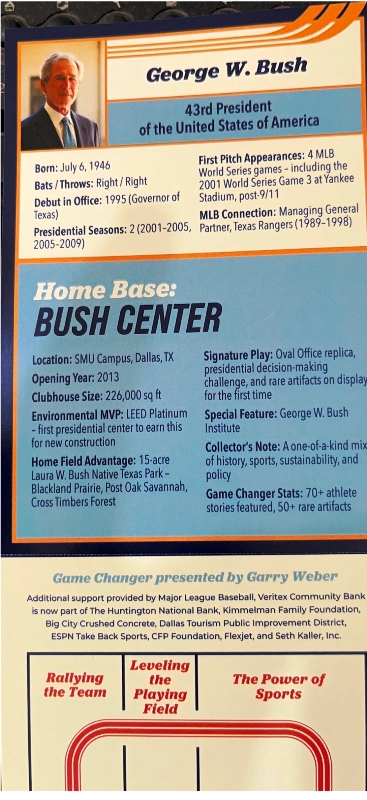 George W. Bush
43rd President
of the United States of America
Born: July 6, 1946
Bats / Throws: Right / Right
Debut in Office: 1995 (Governor of
Texas)
Presidential Seasons: 2 (2001–2005,
2005–2009)
First Pitch Appearances: 4 MLB
World Series games – including the
2001 World Series Game 3 at Yankee
Stadium, post-9/11
MLB Connection: Managing General
Partner, Texas Rangers (1989–1998)
Home Base:
BUSH CENTER
Location: SMU Campus, Dallas, TX
Opening Year: 2013
Clubhouse Size: 226,000 sq ft
Environmental MVP: LEED Platinum
– first presidential center to earn this
for new construction
Home Field Advantage: 15-acre
Laura W. Bush Native Texas Park –
Blackland Prairie, Post Oak Savannah,
Cross Timbers Forest
Signature Play: Oval Office replica,
presidential decision-making
challenge, and rare artifacts on display
for the first time
Special Feature: George W. Bush
Institute
Collector's Note: A one-of-a-kind mix
of history, sports, sustainability, and
policy
Game Changer Stats: 70+ athlete
stories featured, 50+ rare artifacts
Game Changer presented by Garry Weber
Additional support provided by Major League Baseball, Veritex Community Bank
is now part of The Huntington National Bank, Kimmelman Family Foundation,
Big City Crushed Concrete, Dallas Tourism Public Improvement District,
ESPN Take Back Sports, CFP Foundation, Flexjet, and Seth Kaller, Inc.
Rallying
the Team
Leveling
the
Playing
Field
The Power of
Sports